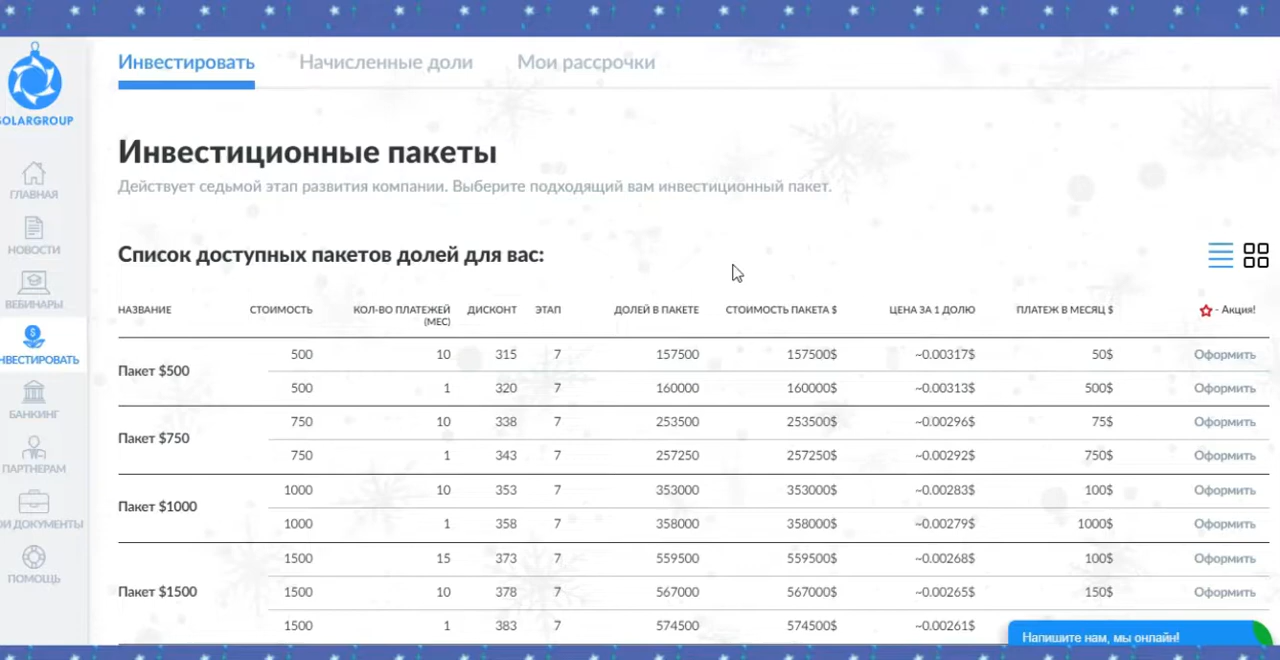 Инвестировать Начисленные доли Мои рассрочки
SOLARGROUP
Инвестиционные пакеты
Действует седьмой этап развития компании. Выберите подходящий вам инвестиционный пакет.
ГЛАВНАЯ
НОВОСТИ
ВЕБИНАРЫ
НВЕСТИРОВАТЬ
БАНКИНГ
ПАРТНЕРАМ
ОИ ДОКУМЕНТЫ
ПОМОЩЬ
Список доступных пакетов долей для вас:
НАЗВАНИЕ СТОИМОСТЬ КОЛ-ВО ПЛАТЕЖЕЙ (МЕС) ДИСКОНТ ЭТАП ДОЛЕЙ В ПАКЕТЕ СТОИМОСТЬ ПАКЕТА $ ЦЕНА ЗА 1 ДОЛЮ ПЛАТЕЖ В МЕСЯЦ $ - Акция!
Пакет $500
500 10 315 7 157500 157500$ ~0.00317$ 50$ Оформить
500 1 320 7 160000 160000$ ~0.00313$ 500$ Оформить
Пакет $750
750 10 338 7 253500 253500$ ~0.00296$ 75$ Оформить
750 1 343 7 257250 257250$ ~0.00292$ 750$ Оформить
Пакет $1000
1000 10 353 7 353000 353000$ ~0.00283$ 100$ Оформить
1000 1 358 7 358000 358000$ ~0.00279$ 1000$ Оформить
Пакет $1500
1500 15 373 7 559500 559500$ ~0.00268$ 100$ Оформить
1500 10 378 7 567000 567000$ ~0.00265$ 150$ Оформить
1500 1 383 7 574500 574500$ ~0.00261$
Напишите нам, мы онлайн!